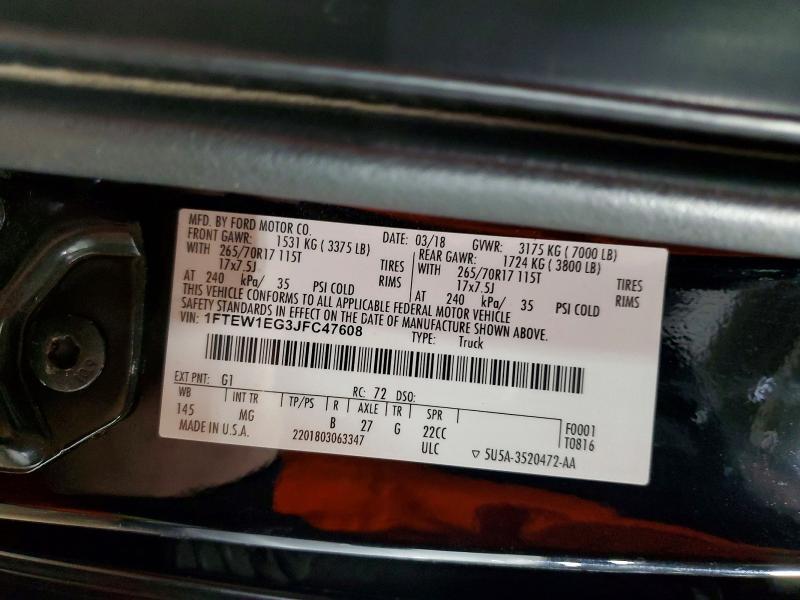 MFD. BY FORD MOTOR CO.
DATE: 03/18 GVWR: 3175 KG ( 7000 LB)
FRONT GAWR: 1531 KG ( 3375 LB) REAR GAWR: 1724 KG ( 3800 LB)
WITH 265/70R17 115T TIRES WITH 265/70R17 115T TIRES
17x7.5J RIMS 17x7.5J RIMS
AT 240 kPa/ 35 PSI COLD AT 240 kPa/ 35 PSI COLD
THIS VEHICLE CONFORMS TO ALL APPLICABLE FEDERAL MOTOR VEHICLE
SAFETY STANDARDS IN EFFECT ON THE DATE OF MANUFACTURE SHOWN ABOVE.
VIN: 1FTEW1EG3JFC47608 TYPE: Truck
EXT PNT: G1 RC: 72 DSO:
WB INT TR TP/PS R AXLE TR SPR F0001
145 MG B 27 G 22CC T0816
MADE IN U.S.A. 2201803063347 ULC ▽ 5U5A-3520472-AA